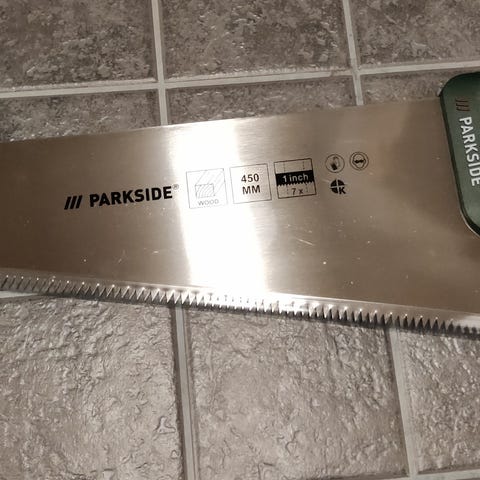 /// PARKSIDE®
WOOD
450
MM
1 inch
7 x
K
/// PARKSIDE